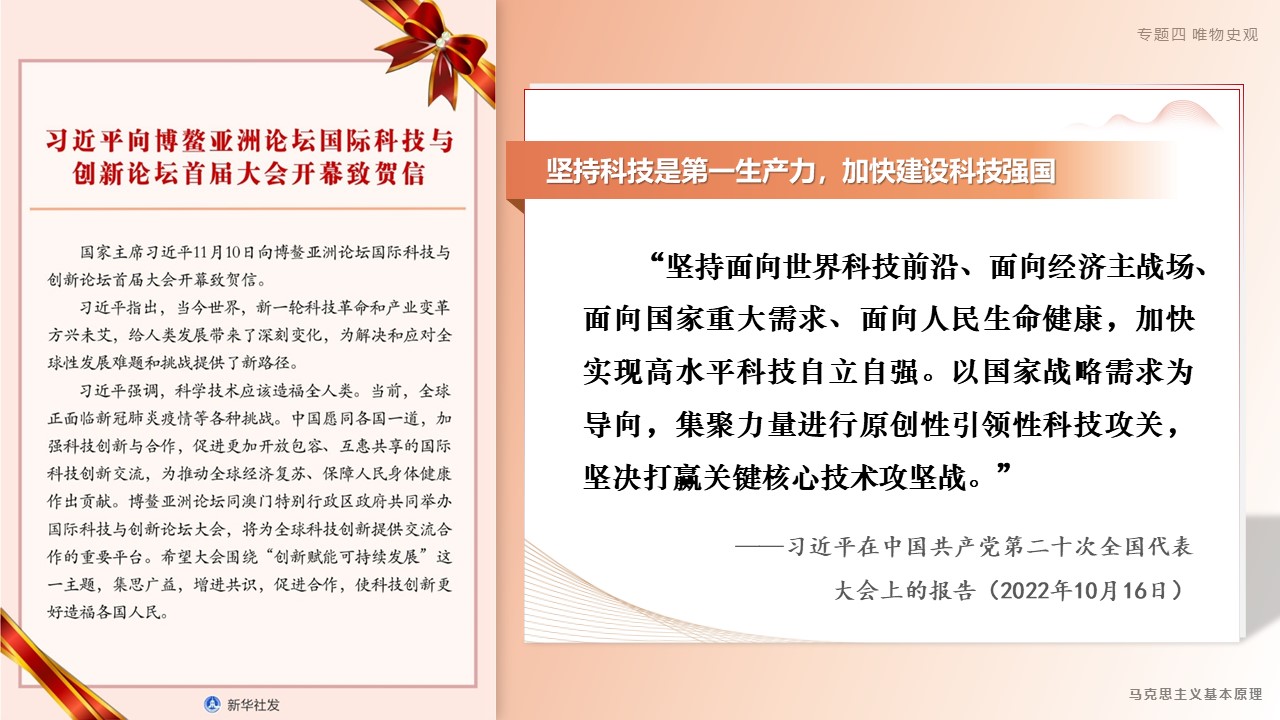 习近平向博鳌亚洲论坛国际科技与
创新论坛首届大会开幕致贺信
国家主席习近平11月10日向博鳌亚洲论坛国际科技与
创新论坛首届大会开幕致贺信。
习近平指出，当今世界，新一轮科技革命和产业变革
方兴未艾，给人类发展带来了深刻变化，为解决和应对全
球性发展难题和挑战提供了新路径。
习近平强调，科学技术应该造福全人类。当前，全球
正面临新冠肺炎疫情等各种挑战。中国愿同各国一道，加
强科技创新与合作，促进更加开放包容、互惠共享的国际
科技创新交流，为推动全球经济复苏、保障人民身体健康
作出贡献。博鳌亚洲论坛同澳门特别行政区政府共同举办
国际科技与创新论坛大会，将为全球科技创新提供交流合
作的重要平台。希望大会围绕“创新赋能可持续发展”这
一主题，集思广益，增进共识，促进合作，使科技创新更
好造福各国人民。
新华社发
专题四 唯物史观
坚持科技是第一生产力，加快建设科技强国
“坚持面向世界科技前沿、面向经济主战场、
面向国家重大需求、面向人民生命健康，加快
实现高水平科技自立自强。以国家战略需求为
导向，集聚力量进行原创性引领性科技攻关，
坚决打赢关键核心技术攻坚战。”
——习近平在中国共产党第二十次全国代表
大会上的报告（2022年10月16日）
马克思主义基本原理